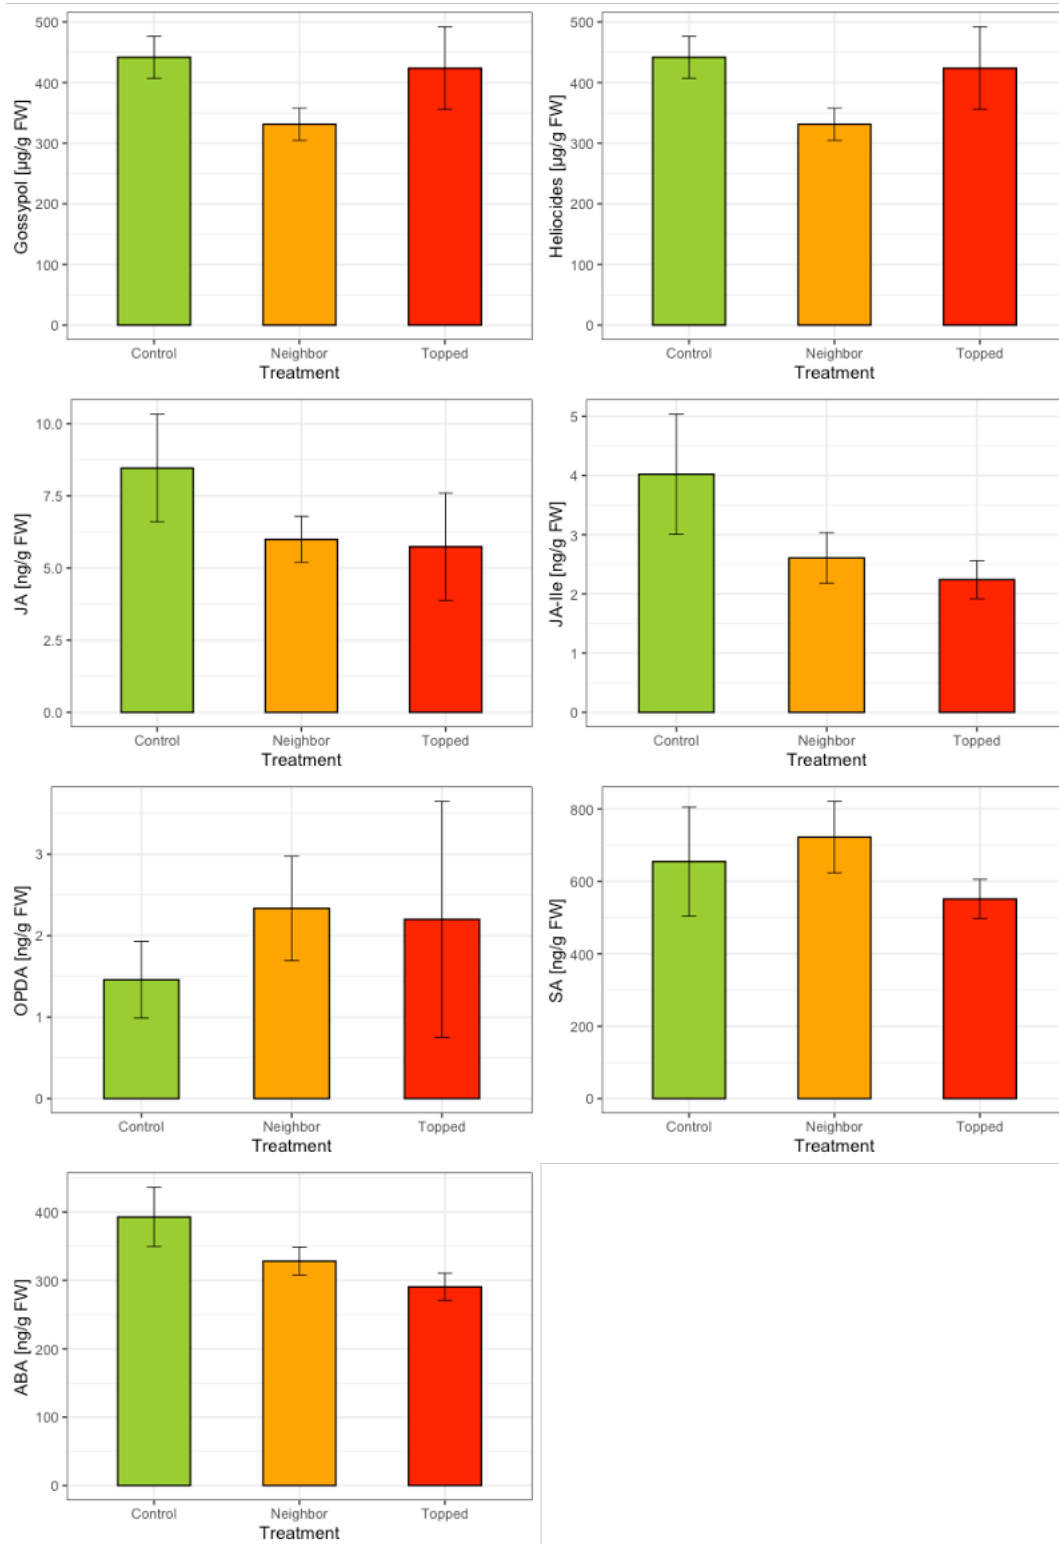 Gossypol [µg/g FW]
500
400
300
200
100
0
Control Neighbor Topped
Treatment
Heliocides [µg/g FW]
500
400
300
200
100
0
Control Neighbor Topped
Treatment
JA [ng/g FW]
10.0
7.5
5.0
2.5
0.0
Control Neighbor Topped
Treatment
JA-Ile [ng/g FW]
5
4
3
2
1
0
Control Neighbor Topped
Treatment
OPDA [ng/g FW]
3
2
1
0
Control Neighbor Topped
Treatment
SA [ng/g FW]
800
600
400
200
0
Control Neighbor Topped
Treatment
ABA [ng/g FW]
400
300
200
100
0
Control Neighbor Topped
Treatment